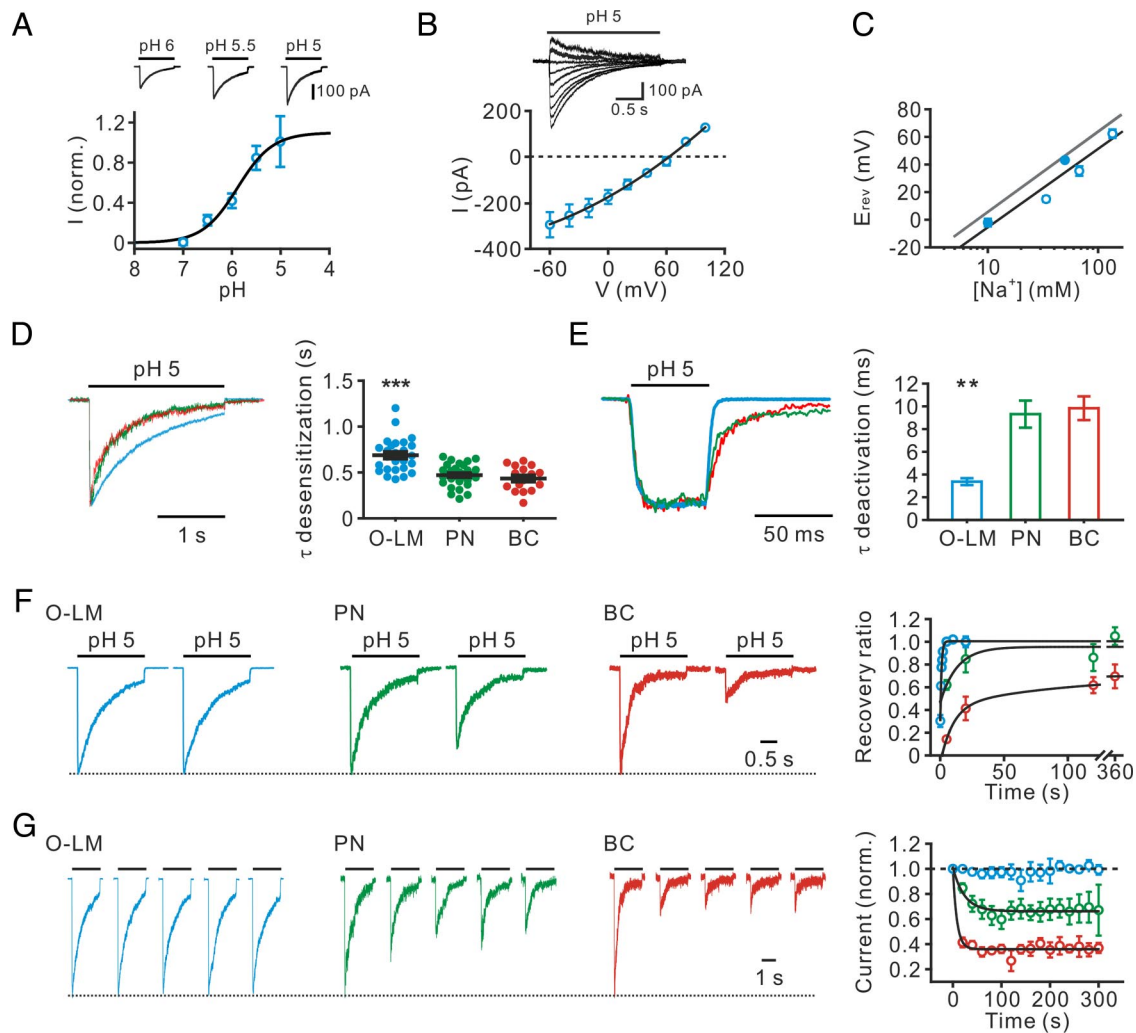 A
pH 6 pH 5.5 pH 5
100 pA
I (norm.)
1.2
0.8
0.4
0
8 7 6 5 4
pH
B
pH 5
100 pA
0.5 s
I (pA)
200
0
-200
-400
-60 0 60 120
V (mV)
C
Erev (mV)
80
60
40
20
0
-20
10 100
[Na+] (mM)
D
pH 5
1 s
τ desensitization (s)
1.5
1.0
0.5
0
***
O-LM PN BC
E
pH 5
50 ms
τ deactivation (ms)
12
10
8
6
4
2
0
**
O-LM PN BC
F
O-LM PN BC
pH 5 pH 5 pH 5 pH 5 pH 5 pH 5
0.5 s
Recovery ratio
1.2
1.0
0.8
0.6
0.4
0.2
0
0 50 100 360
Time (s)
G
O-LM PN BC
1 s
Current (norm.)
1.2
1.0
0.8
0.6
0.4
0.2
0 100 200 300
Time (s)